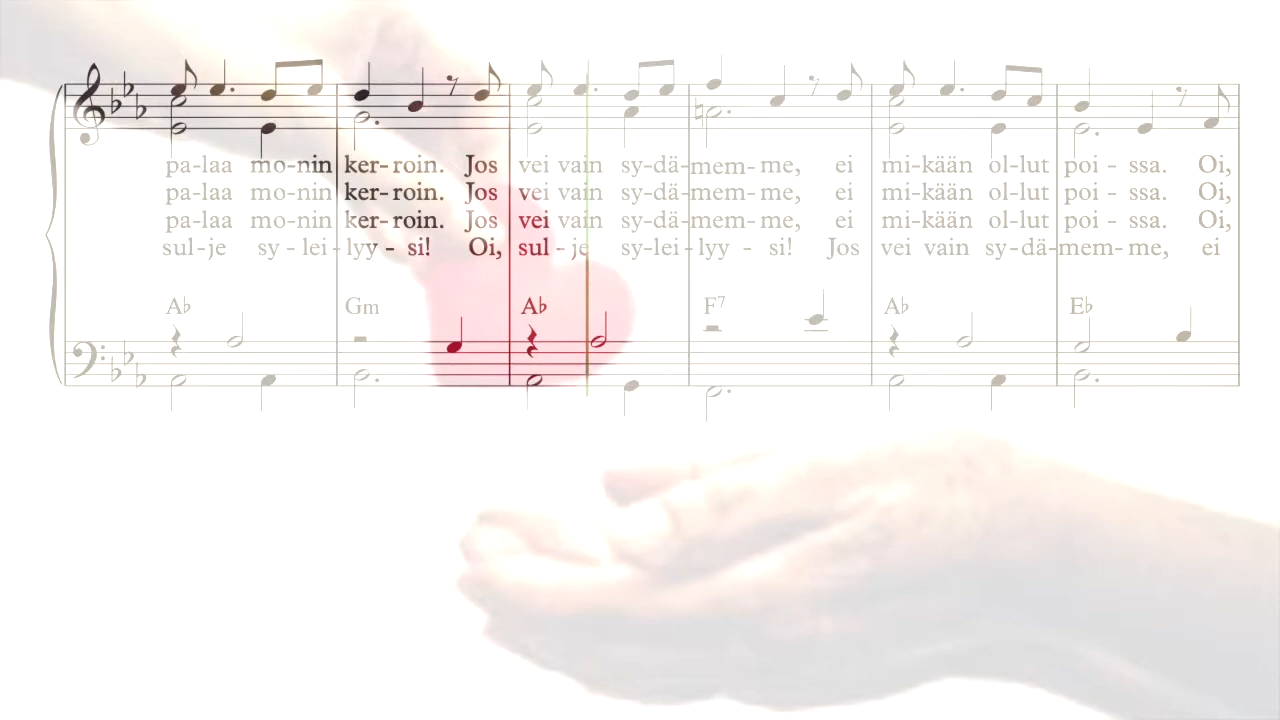 pa-laa mo-nin ker-roin. Jos vei vain sy-dä-mem-me, ei mi-kään ol-lut poi-ssa. Oi,
pa-laa mo-nin ker-roin. Jos vei vain sy-dä-mem-me, ei mi-kään ol-lut poi-ssa. Oi,
pa-laa mo-nin ker-roin. Jos vei vain sy-dä-mem-me, ei mi-kään ol-lut poi-ssa. Oi,
sul-je sy-lei-lyy-si! Oi, sul-je sy-lei-lyy-si! Jos vei vain sy-dä-mem-me, ei
A♭ Gm A♭ F7 A♭ E♭